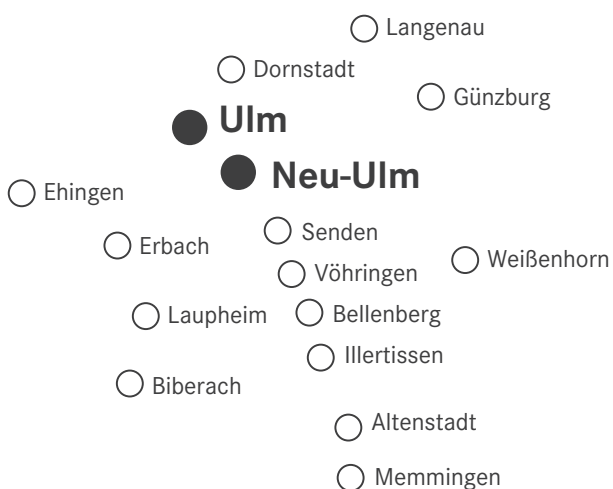 Langenau
Dornstadt
Günzburg
Ulm
Neu-Ulm
Ehingen
Senden
Erbach
Weißenhorn
Vöhringen
Laupheim
Bellenberg
Illertissen
Biberach
Altenstadt
Memmingen